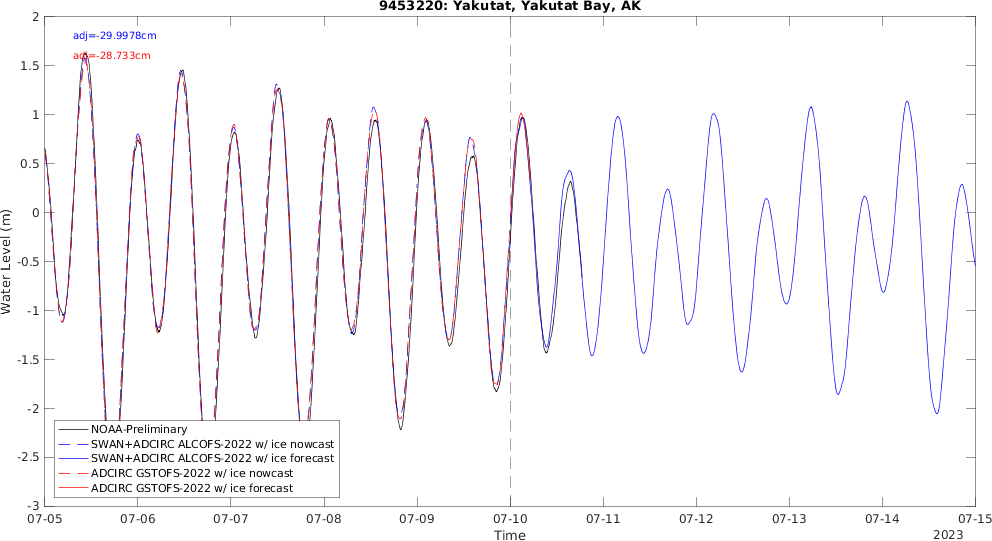 9453220: Yakutat, Yakutat Bay, AK
adj=-29.9978cm
adj=-28.733cm
2
1.5
1
0.5
0
-0.5
-1
-1.5
-2
-2.5
-3
Water Level (m)
NOAA-Preliminary
SWAN+ADCIRC ALCOFS-2022 w/ ice nowcast
SWAN+ADCIRC ALCOFS-2022 w/ ice forecast
ADCIRC GSTOFS-2022 w/ ice nowcast
ADCIRC GSTOFS-2022 w/ ice forecast
07-05 07-06 07-07 07-08 07-09 07-10 07-11 07-12 07-13 07-14 07-15
Time
2023